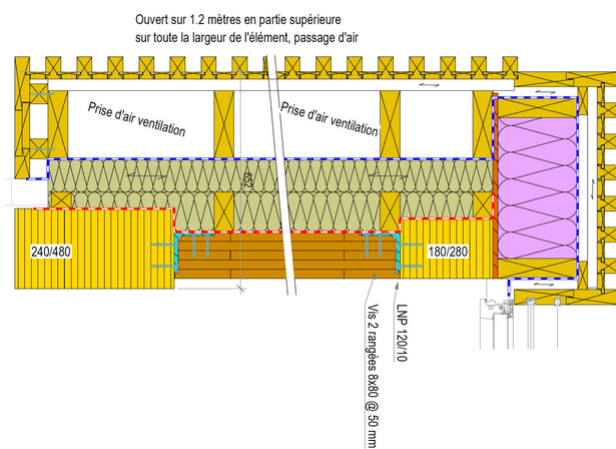 Ouvert sur 1.2 mètres en partie supérieure
sur toute la largeur de l'élément, passage d'air
Prise d'air ventilation
Prise d'air ventilation
652
240/480
180/280
LNP 120/10
Vis 2 rangées 8x80 @ 50 mm